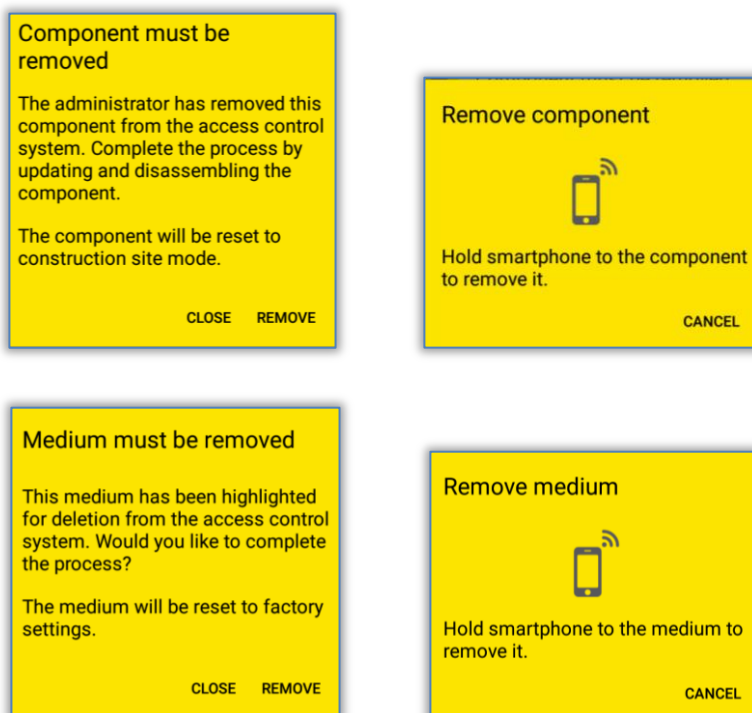 Component must be
removed
The administrator has removed this
component from the access control
system. Complete the process by
updating and disassembling the
component.
The component will be reset to
construction site mode.
CLOSE REMOVE
Remove component
Hold smartphone to the component
to remove it.
CANCEL
Medium must be removed
This medium has been highlighted
for deletion from the access control
system. Would you like to complete
the process?
The medium will be reset to factory
settings.
CLOSE REMOVE
Remove medium
Hold smartphone to the medium to
remove it.
CANCEL